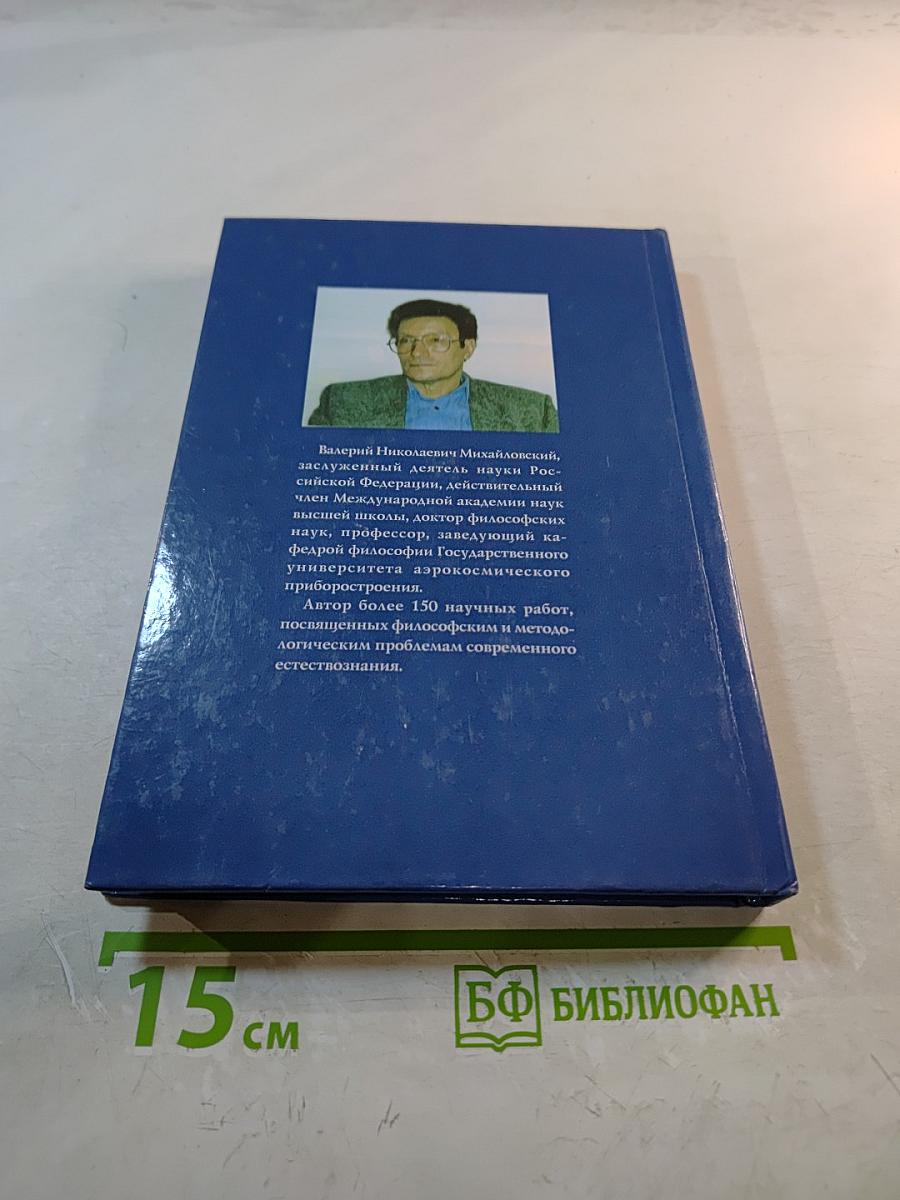 Валерий Николаевич Михайловский,
заслуженный деятель науки Рос-
сийской Федерации, действительный
член Международной академии наук
высшей школы, доктор философских
наук, профессор, заведующий ка-
федрой философии Государственного
университета аэрокосмического
приборостроения.
Автор более 150 научных работ,
посвященных философским и методо-
логическим проблемам современного
естествознания.
15 см
БФ БИБЛИОФАН